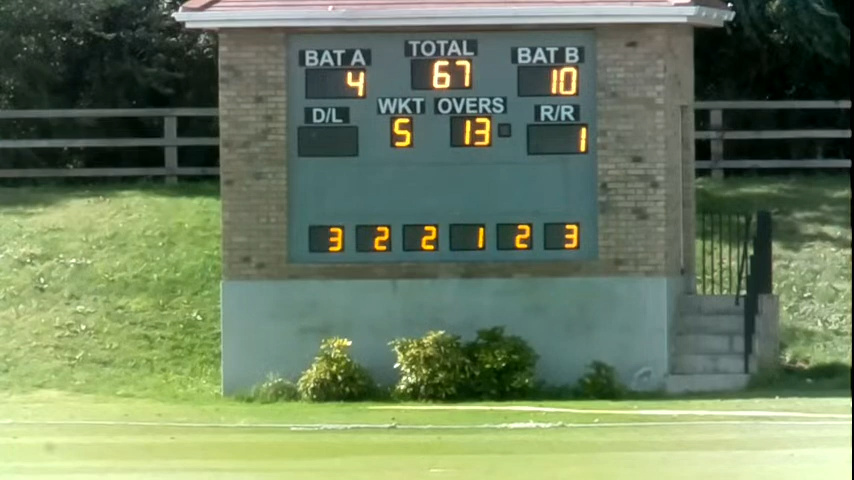 BAT A TOTAL BAT B
4 67 10
D/L WKT OVERS R/R
5 13 1
3 2 2 1 2 3